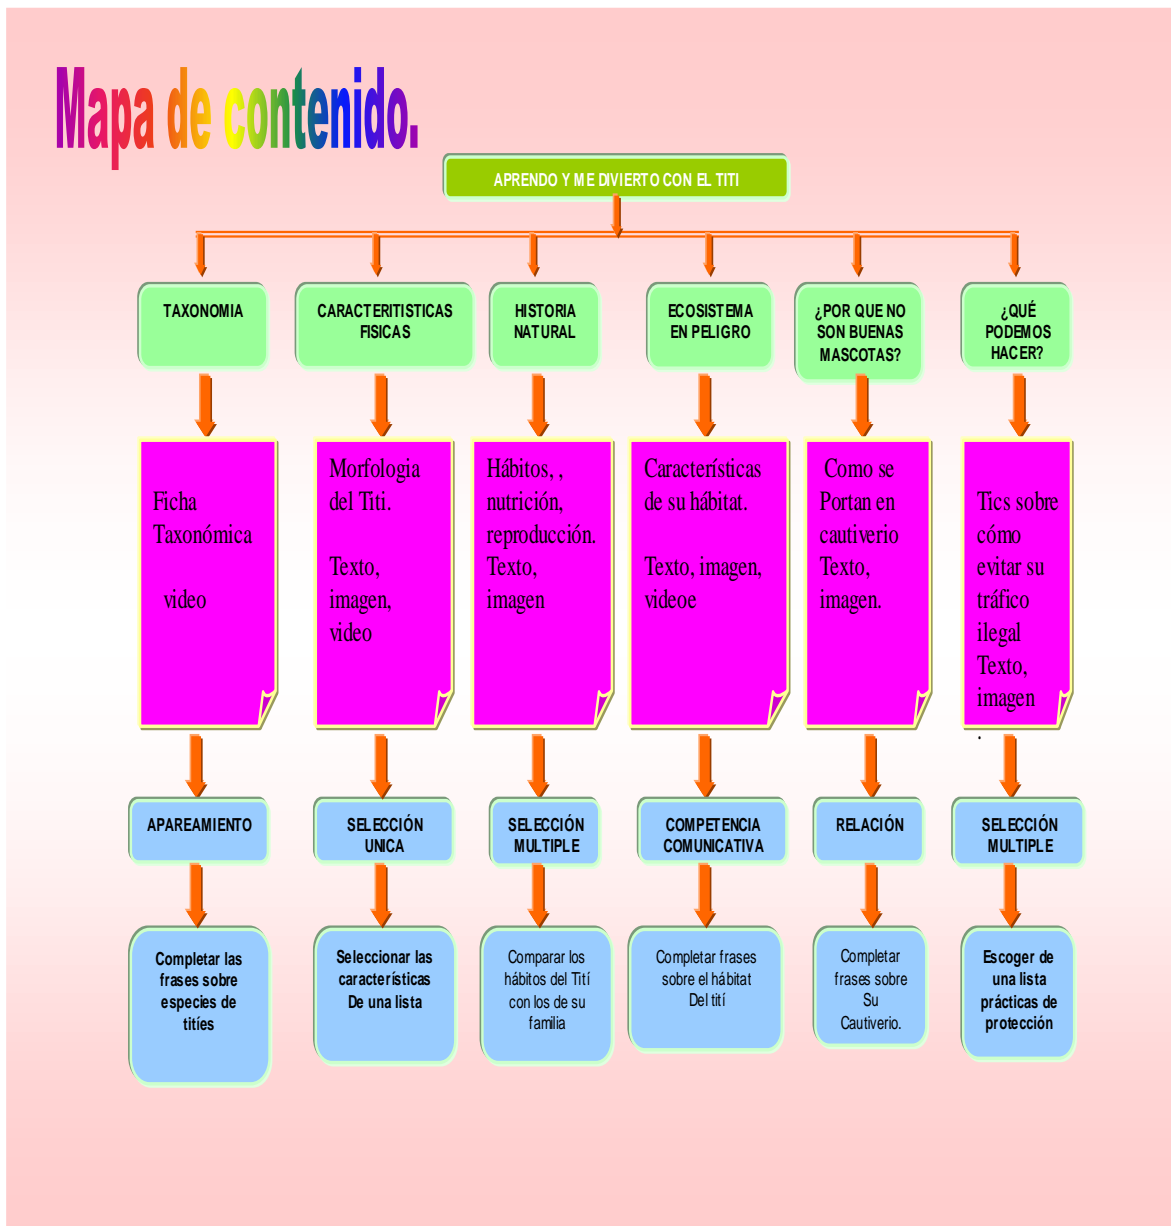 Mapa de contenido.
APRENDO Y ME DIVIERTO CON EL TITI
TAXONOMIA
CARACTERITISTICAS
FISICAS
HISTORIA
NATURAL
ECOSISTEMA
EN PELIGRO
¿POR QUE NO
SON BUENAS
MASCOTAS?
¿QUÉ
PODEMOS
HACER?
Ficha
Taxonómica
video
Morfologia
del Titi.
Texto,
imagen,
video
Hábitos, ,
nutrición,
reproducción.
Texto,
imagen
Características
de su hábitat.
Texto, imagen,
videoe
Como se
Portan en
cautiverio
Texto,
imagen.
Tics sobre
cómo
evitar su
tráfico
ilegal
Texto,
imagen
.
APAREAMIENTO
SELECCIÓN
UNICA
SELECCIÓN
MULTIPLE
COMPETENCIA
COMUNICATIVA
RELACIÓN
SELECCIÓN
MULTIPLE
Completar las
frases sobre
especies de
titíes
Seleccionar las
características
De una lista
Comparar los
hábitos del Tití
con los de su
familia
Completar frases
sobre el hábitat
Del tití
Completar
frases sobre
Su
Cautiverio.
Escoger de
una lista
prácticas de
protección